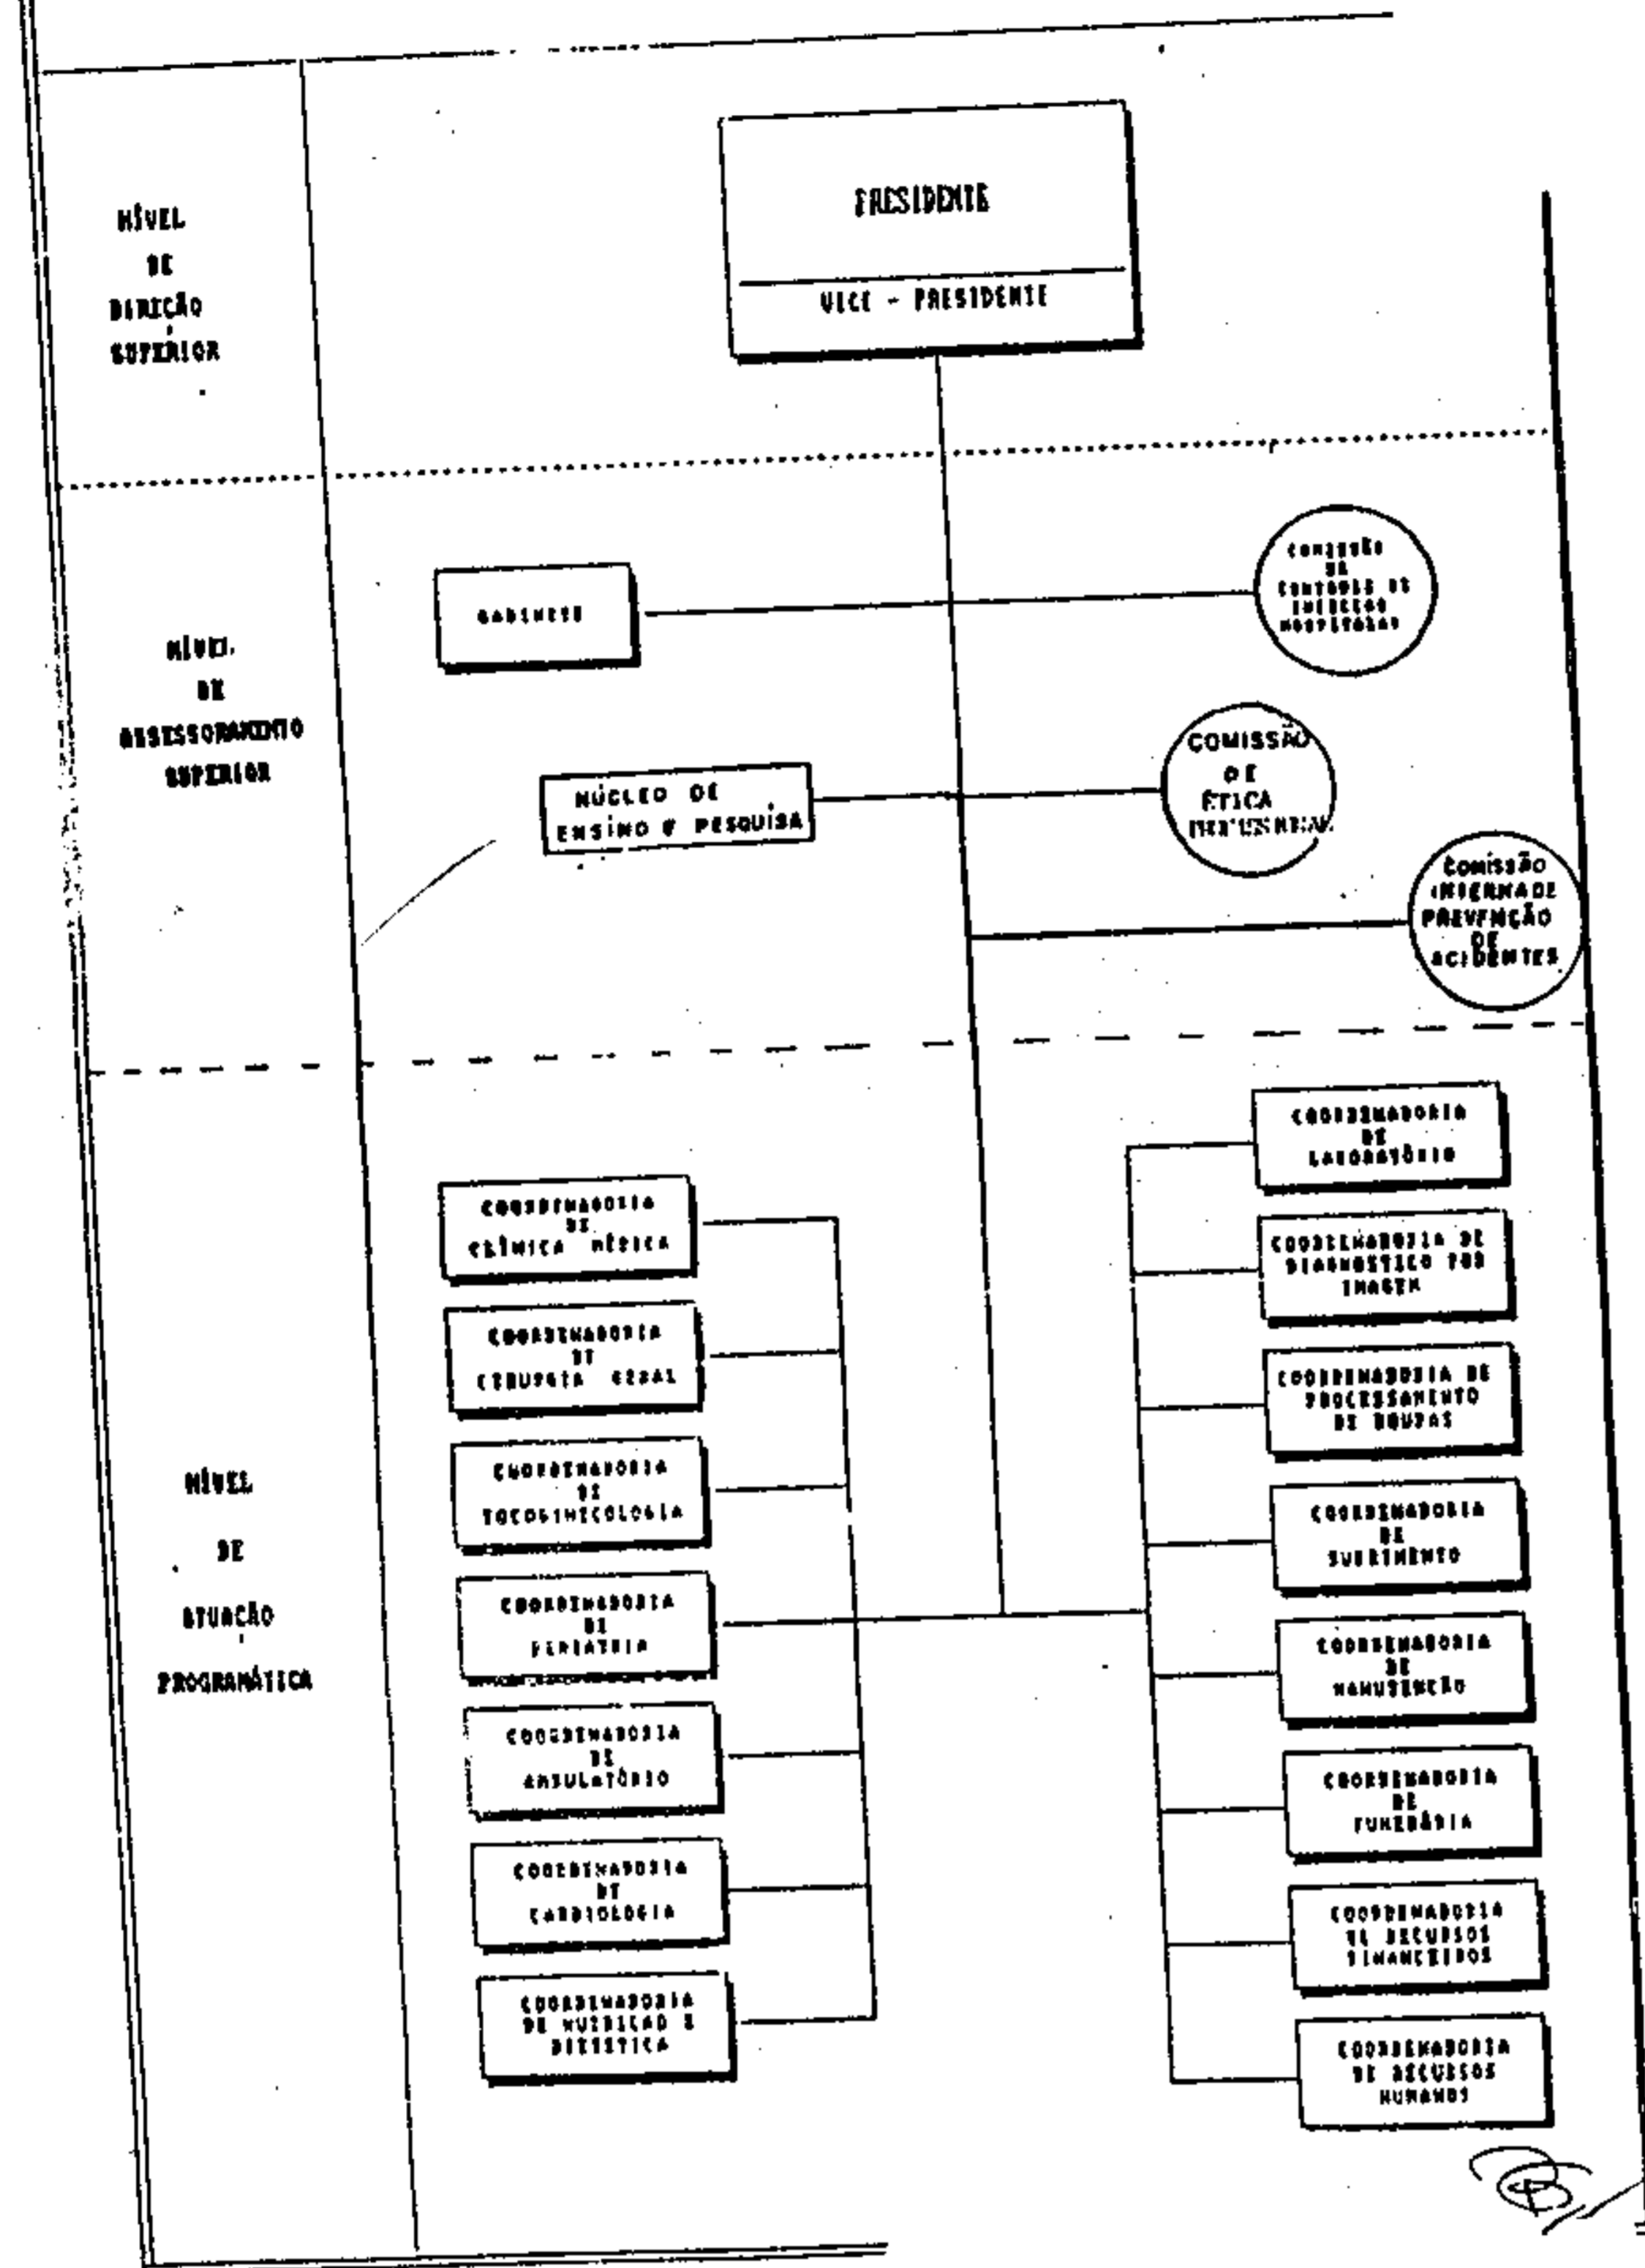 NÍVEL
DE
DIREÇÃO
SUPERIOR
PRESIDENTE
VICE - PRESIDENTE
NÍVEL
DE
ASSESSORAMENTO
SUPERIOR
GABINETE
COMISSÃO
DE
CONTROLE DE
INFECÇAO
HOSPITALAR
NÚCLEO DE
ENSINO E PESQUISA
COMISSÃO
DE
ÉTICA
COMISSÃO
INTERNA DE
PREVENÇÃO
DE
ACIDENTES
NÍVEL
DE
ATUAÇÃO
PROGRAMÁTICA
COORDENADORIA
DE
CLÍNICA MÉDICA
COORDENADORIA
DE
CIRURGIA GERAL
COORDENADORIA
DE
TOCOGINECOLOGIA
COORDENADORIA
DE
PEDIATRIA
COORDENADORIA
DE
AMBULATÓRIO
COORDENADORIA
DE
CARDIOLOGIA
COORDENADORIA
DE NUTRIÇAO E
DIETETICA
COORDENADORIA
DE
LABORATÓRIO
COORDENADORIA DE
DIAGNOSTICO POR
IMAGEM
COORDENADORIA DE
PROCESSAMENTO
DE ROUPAS
COORDENADORIA
DE
SUPRIMENTO
COORDENADORIA
DE
MANUTENÇÃO
COORDENADORIA
DE
FUNERÁRIA
COORDENADORIA
DE RECURSOS
FINANCEIROS
COORDENADORIA
DE RECURSOS
HUMANOS